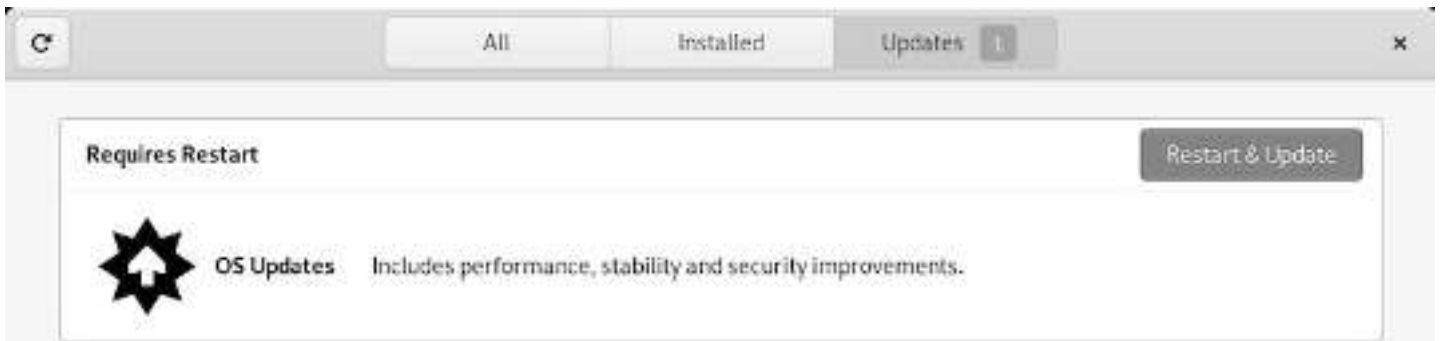 All Installed Updates 1
Requires Restart Restart & Update
OS Updates Includes performance, stability and security improvements.